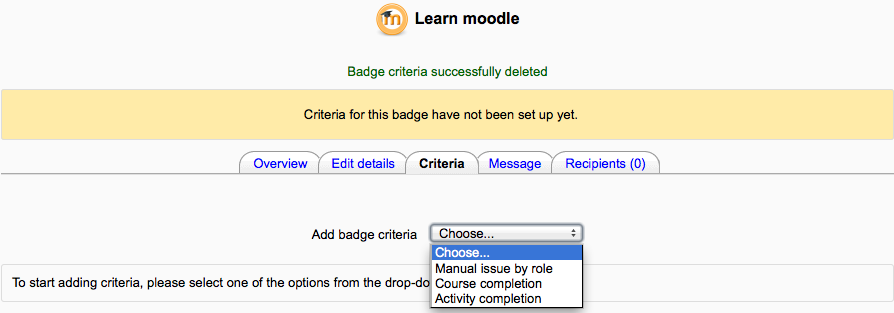 m Learn moodle
Badge criteria successfully deleted
Criteria for this badge have not been set up yet.
Overview Edit details Criteria Message Recipients (0)
Add badge criteria Choose...
Choose...
Manual issue by role
Course completion
Activity completion
To start adding criteria, please select one of the options from the drop-do